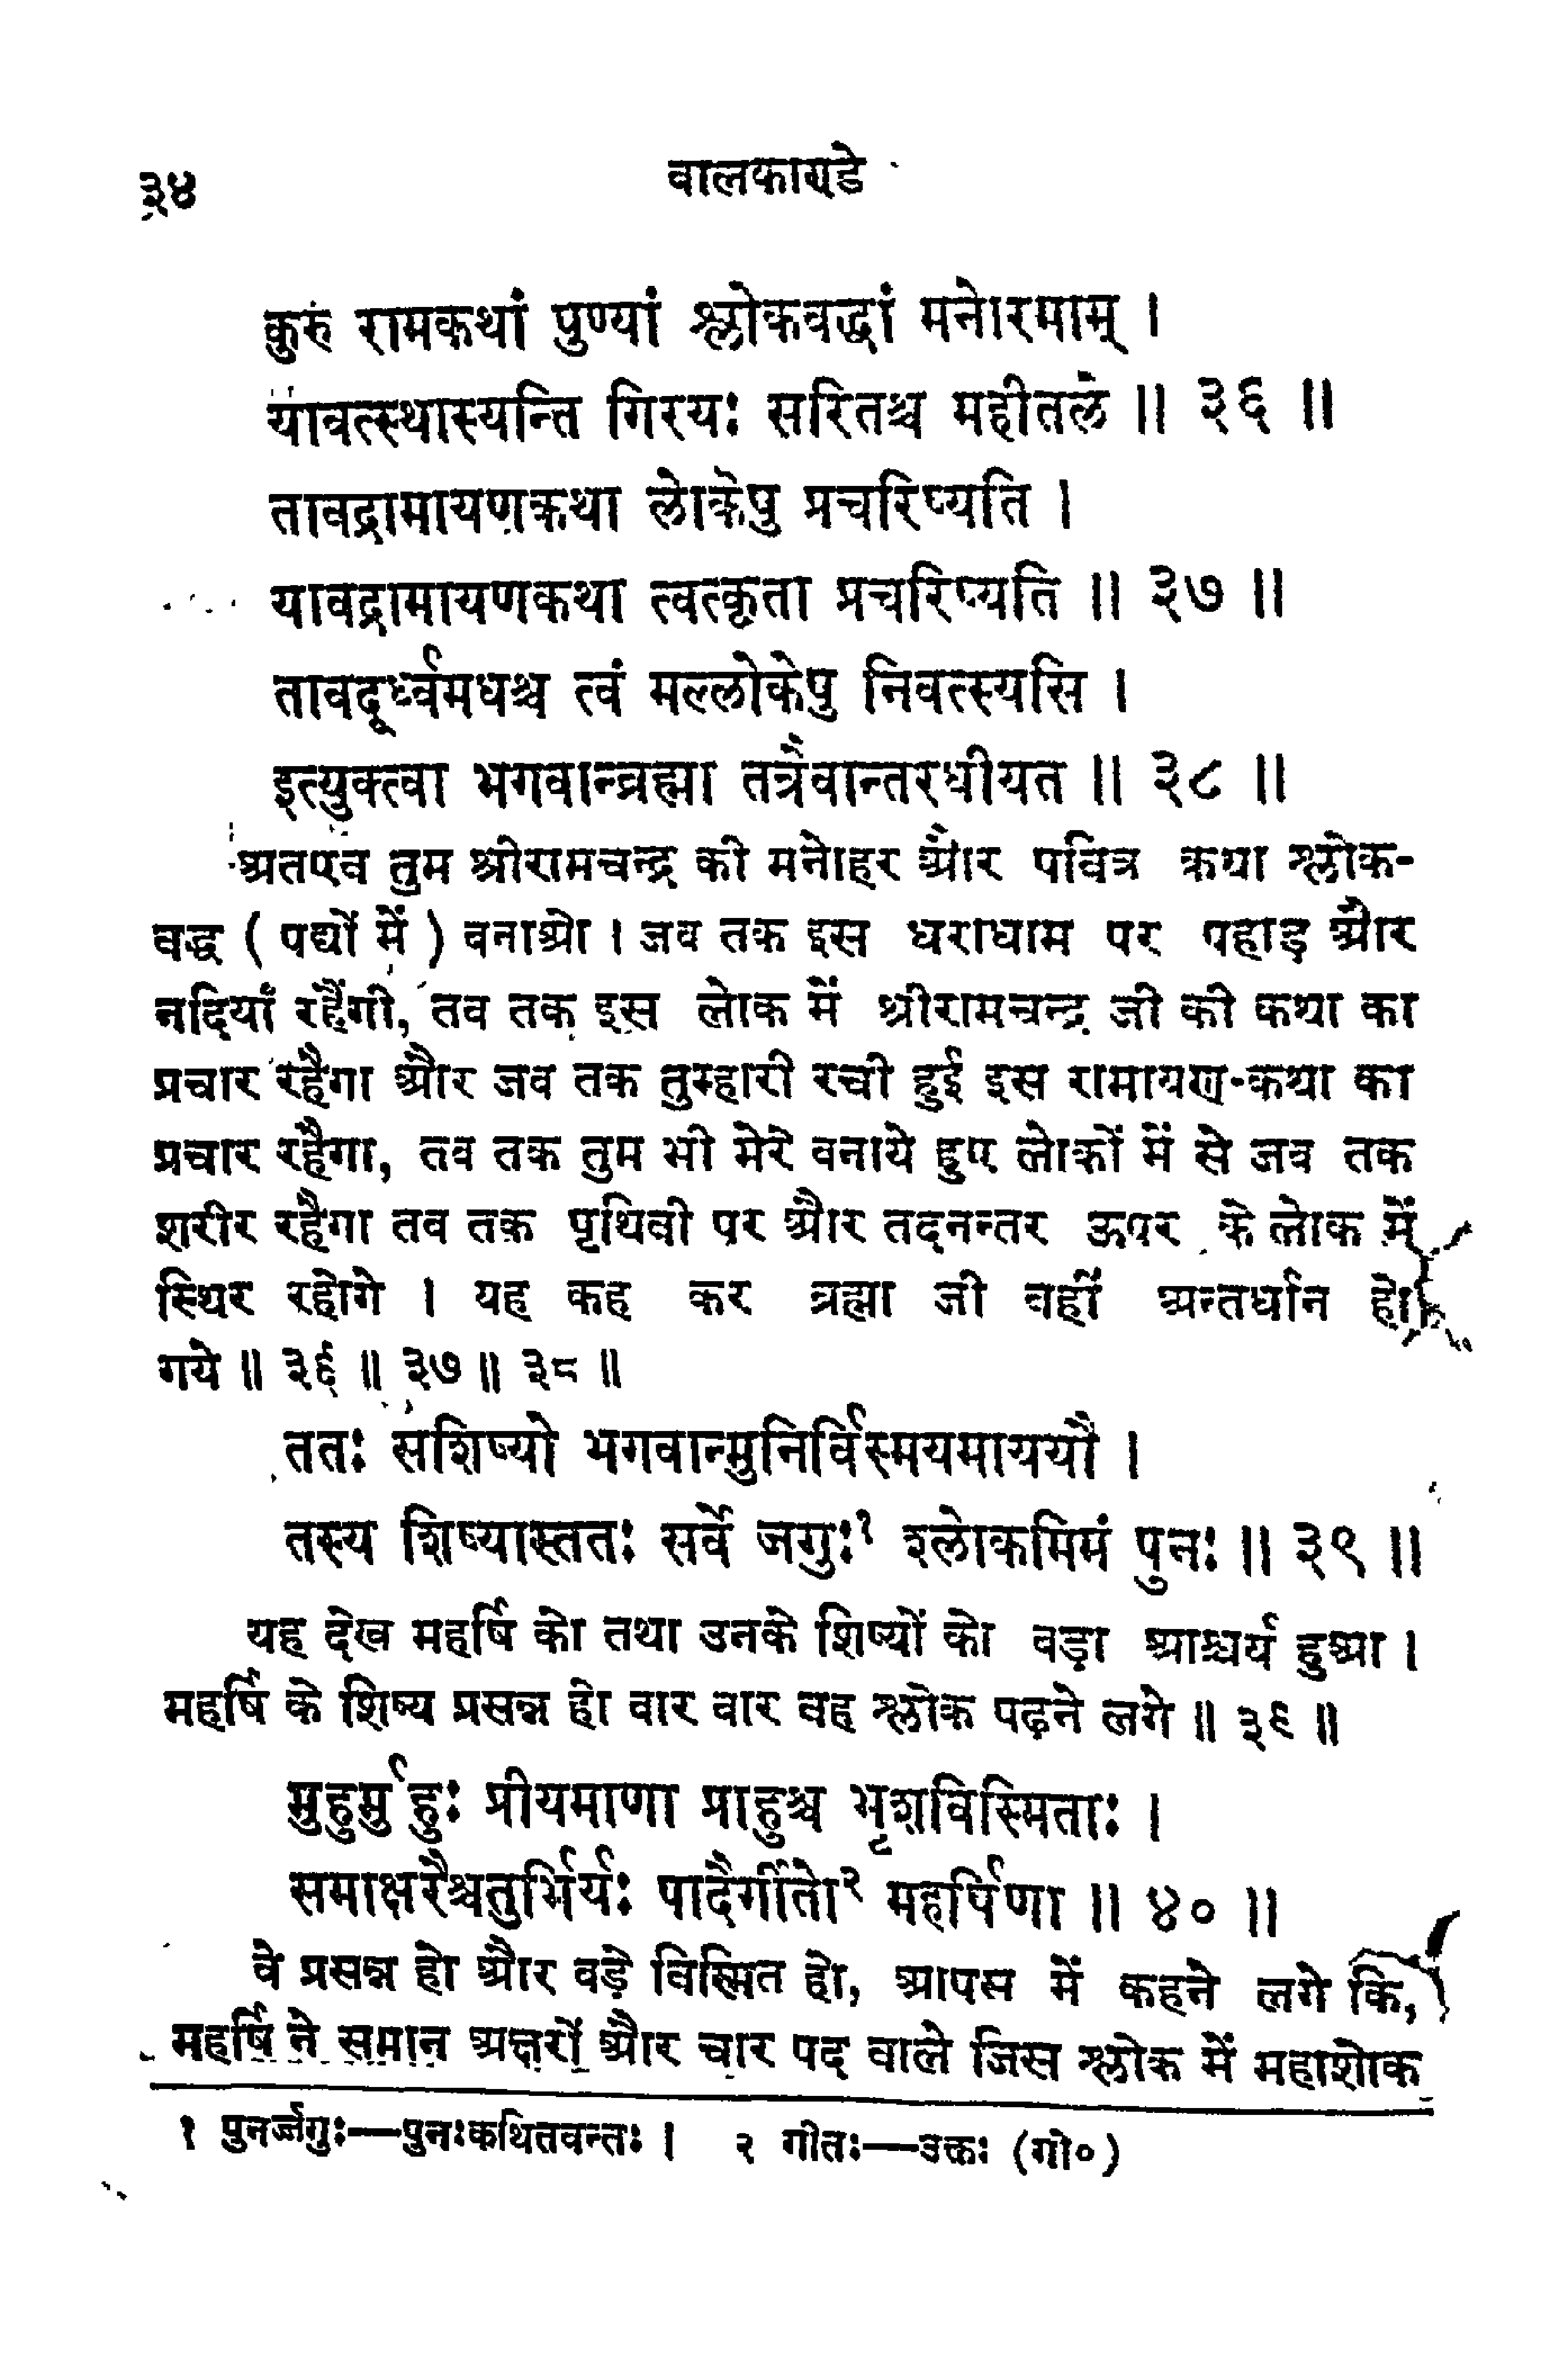 ३४
बालकाण्डे
कुरु रामकथां पुण्यां श्लोकबद्धां मनोरमाम् ।
यावत्स्थास्यन्ति गिरयः सरितश्च महीतले ॥ ३६ ॥
तावद्रामायणकथा लोकेषु प्रचरिष्यति ।
यावद्रामायणकथा त्वत्कृता प्रचरिष्यति ॥ ३७ ॥
तावदूर्ध्वमधश्च त्वं मल्लोकेषु निवत्स्यसि ।
इत्युक्त्वा भगवान्ब्रह्मा तत्रैवान्तरधीयत ॥ ३८ ॥
अतएव तुम श्रीरामचन्द्र की मनोहर और पवित्र कथा श्लोक-
बद्ध ( पद्यों में ) बनाओ । जब तक इस धराधाम पर पहाड़ और
नदियाँ रहैंगी, तब तक इस लोक में श्रीरामचन्द्र जी की कथा का
प्रचार रहैगा और जब तक तुम्हारी रची हुई इस रामायण-कथा का
प्रचार रहैगा, तब तक तुम भी मेरे बनाये हुए लोकों में से जब तक
शरीर रहैगा तब तक पृथिवी पर और तदनन्तर ऊपर के लोक में
स्थिर रहोगे । यह कह कर ब्रह्मा जी वहीं अन्तर्धान हो
गये ॥ ३६ ॥ ३७ ॥ ३८ ॥
ततः सशिष्यो भगवान्मुनिर्विस्मयमाययौ ।
तस्य शिष्यास्ततः सर्वे जगुः१ श्लोकमिमं पुनः ॥ ३९ ॥
यह देख महर्षि को तथा उनके शिष्यों को बड़ा आश्चर्य हुआ ।
महर्षि के शिष्य प्रसन्न हो बार बार वह श्लोक पढ़ने लगे ॥ ३९ ॥
मुहुर्मुहुः प्रीयमाणा प्राहुश्च भृशविस्मिताः ।
समाक्षरैश्चतुर्भिर्यः पादैर्गीतो२ महर्षिणा ॥ ४० ॥
वे प्रसन्न हो और बड़े विस्मित हो, आपस में कहने लगे कि,
महर्षि ने समान अक्षरों और चार पद वाले जिस श्लोक में महाशोक
१ पुनर्ज्जगुः—पुनःकथितवन्तः । २ गीतः—उक्तः (गो०)